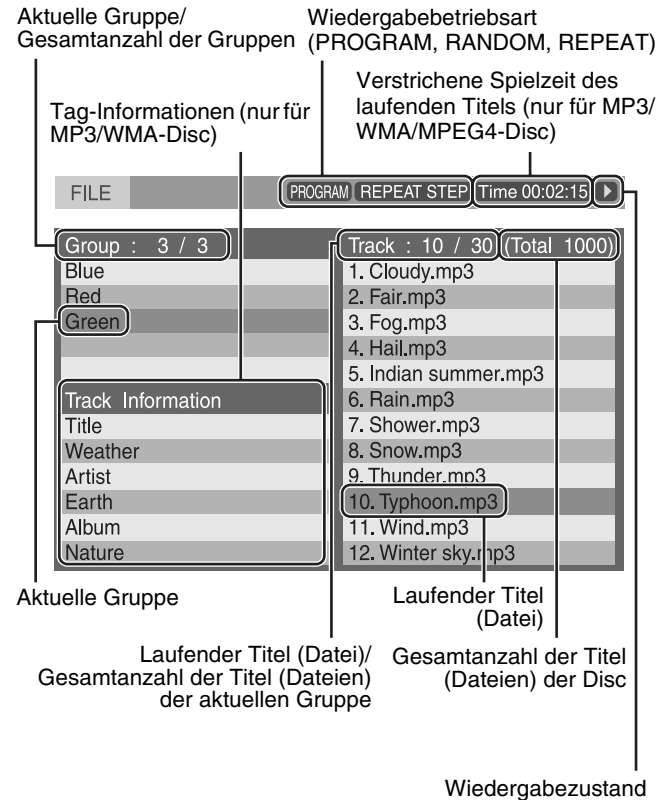 Aktuelle Gruppe/
Gesamtanzahl der Gruppen
Wiedergabebetriebsart
(PROGRAM, RANDOM, REPEAT)
Tag-Informationen (nur für
MP3/WMA-Disc)
Verstrichene Spielzeit des
laufenden Titels (nur für MP3/
WMA/MPEG4-Disc)
FILE PROGRAM REPEAT STEP Time 00:02:15
Group : 3 / 3
Blue
Red
Green
Track Information
Title
Weather
Artist
Earth
Album
Nature
Track : 10 / 30 (Total 1000)
1. Cloudy.mp3
2. Fair.mp3
3. Fog.mp3
4. Hail.mp3
5. Indian summer.mp3
6. Rain.mp3
7. Shower.mp3
8. Snow.mp3
9. Thunder.mp3
10. Typhoon.mp3
11. Wind.mp3
12. Winter sky.mp3
Aktuelle Gruppe
Laufender Titel
(Datei)
Laufender Titel (Datei)/
Gesamtanzahl der Titel (Dateien)
der aktuellen Gruppe
Gesamtanzahl der Titel
(Dateien) der Disc
Wiedergabezustand